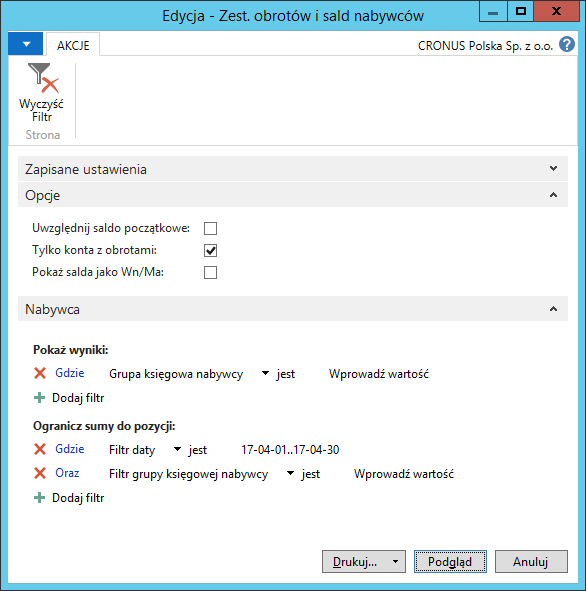 Edycja - Zest. obrotów i sald nabywców
AKCJE
CRONUS Polska Sp. z o.o.
?
Wyczyść
Filtr
Strona
Zapisane ustawienia
Opcje
Uwzględnij saldo początkowe:
Tylko konta z obrotami:
Pokaż salda jako Wn/Ma:
Nabywca
Pokaż wyniki:
Gdzie Grupa księgowa nabywcy jest Wprowadź wartość
Dodaj filtr
Ogranicz sumy do pozycji:
Gdzie Filtr daty jest 17-04-01..17-04-30
Oraz Filtr grupy księgowej nabywcy jest Wprowadź wartość
Dodaj filtr
Drukuj... Podgląd Anuluj